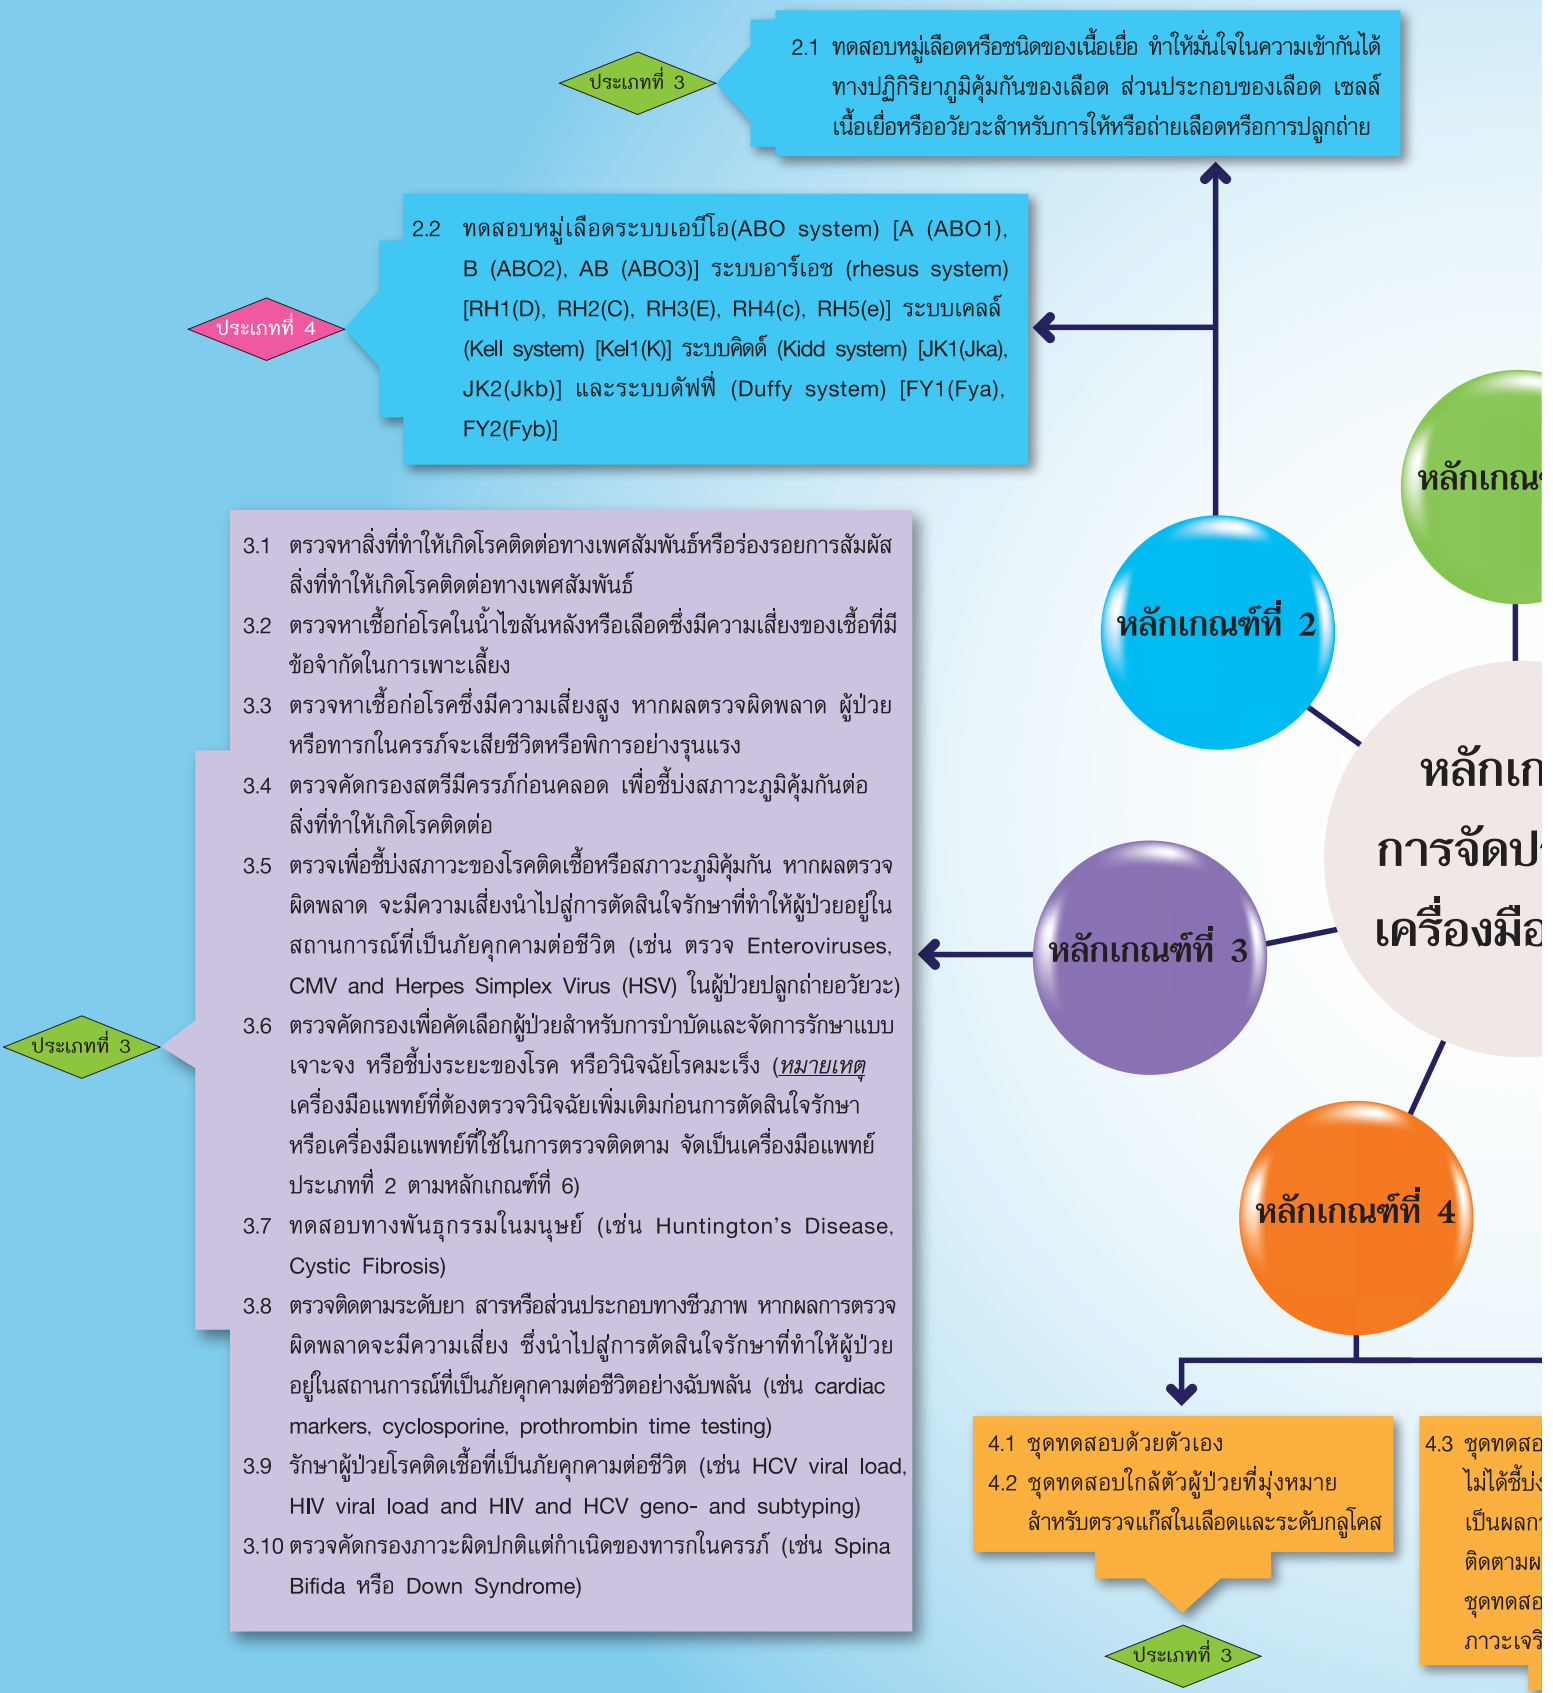 ประเภทที่ 3
2.1 ทดสอบหมู่เลือดหรือชนิดของเนื้อเยื่อ ทำให้มั่นใจในความเข้ากันได้
ทางปฏิกิริยาภูมิคุ้มกันของเลือด ส่วนประกอบของเลือด เซลล์
เนื้อเยื่อหรืออวัยวะสำหรับการให้หรือถ่ายเลือดหรือการปลูกถ่าย
ประเภทที่ 4
2.2 ทดสอบหมู่เลือดระบบเอบีโอ(ABO system) [A (ABO1),
B (ABO2), AB (ABO3)] ระบบอาร์เอช (rhesus system)
[RH1(D), RH2(C), RH3(E), RH4(c), RH5(e)] ระบบเคลล์
(Kell system) [Kel1(K)] ระบบคิดด์ (Kidd system) [JK1(Jka),
JK2(Jkb)] และระบบดัฟฟี่ (Duffy system) [FY1(Fya),
FY2(Fyb)]
หลักเกณ
หลักเกณฑ์ที่ 2
หลักเก
การจัดป
เครื่องมือ
หลักเกณฑ์ที่ 3
หลักเกณฑ์ที่ 4
ประเภทที่ 3
3.1 ตรวจหาสิ่งที่ทำให้เกิดโรคติดต่อทางเพศสัมพันธ์หรือร่องรอยการสัมผัส
สิ่งที่ทำให้เกิดโรคติดต่อทางเพศสัมพันธ์
3.2 ตรวจหาเชื้อก่อโรคในน้ำไขสันหลังหรือเลือดซึ่งมีความเสี่ยงของเชื้อที่มี
ข้อจำกัดในการเพาะเลี้ยง
3.3 ตรวจหาเชื้อก่อโรคซึ่งมีความเสี่ยงสูง หากผลตรวจผิดพลาด ผู้ป่วย
หรือทารกในครรภ์จะเสียชีวิตหรือพิการอย่างรุนแรง
3.4 ตรวจคัดกรองสตรีมีครรภ์ก่อนคลอด เพื่อชี้บ่งสภาวะภูมิคุ้มกันต่อ
สิ่งที่ทำให้เกิดโรคติดต่อ
3.5 ตรวจเพื่อชี้บ่งสภาวะของโรคติดเชื้อหรือสภาวะภูมิคุ้มกัน หากผลตรวจ
ผิดพลาด จะมีความเสี่ยงนำไปสู่การตัดสินใจรักษาที่ทำให้ผู้ป่วยอยู่ใน
สถานการณ์ที่เป็นภัยคุกคามต่อชีวิต (เช่น ตรวจ Enteroviruses,
CMV and Herpes Simplex Virus (HSV) ในผู้ป่วยปลูกถ่ายอวัยวะ)
3.6 ตรวจคัดกรองเพื่อคัดเลือกผู้ป่วยสำหรับการบำบัดและจัดการรักษาแบบ
เจาะจง หรือชี้บ่งระยะของโรค หรือวินิจฉัยโรคมะเร็ง (หมายเหตุ
เครื่องมือแพทย์ที่ต้องตรวจวินิจฉัยเพิ่มเติมก่อนการตัดสินใจรักษา
หรือเครื่องมือแพทย์ที่ใช้ในการตรวจติดตาม จัดเป็นเครื่องมือแพทย์
ประเภทที่ 2 ตามหลักเกณฑ์ที่ 6)
3.7 ทดสอบทางพันธุกรรมในมนุษย์ (เช่น Huntington's Disease,
Cystic Fibrosis)
3.8 ตรวจติดตามระดับยา สารหรือส่วนประกอบทางชีวภาพ หากผลการตรวจ
ผิดพลาดจะมีความเสี่ยง ซึ่งนำไปสู่การตัดสินใจรักษาที่ทำให้ผู้ป่วย
อยู่ในสถานการณ์ที่เป็นภัยคุกคามต่อชีวิตอย่างฉับพลัน (เช่น cardiac
markers, cyclosporine, prothrombin time testing)
3.9 รักษาผู้ป่วยโรคติดเชื้อที่เป็นภัยคุกคามต่อชีวิต (เช่น HCV viral load,
HIV viral load and HIV and HCV geno- and subtyping)
3.10 ตรวจคัดกรองภาวะผิดปกติแต่กำเนิดของทารกในครรภ์ (เช่น Spina
Bifida หรือ Down Syndrome)
4.1 ชุดทดสอบด้วยตัวเอง
4.2 ชุดทดสอบใกล้ตัวผู้ป่วยที่มุ่งหมาย
สำหรับตรวจแก๊สในเลือดและระดับกลูโคส
ประเภทที่ 3
4.3 ชุดทดสอ
ไม่ได้ชี้บ่ง
เป็นผลกา
ติดตามผ
ชุดทดสอ
ภาวะเจริ